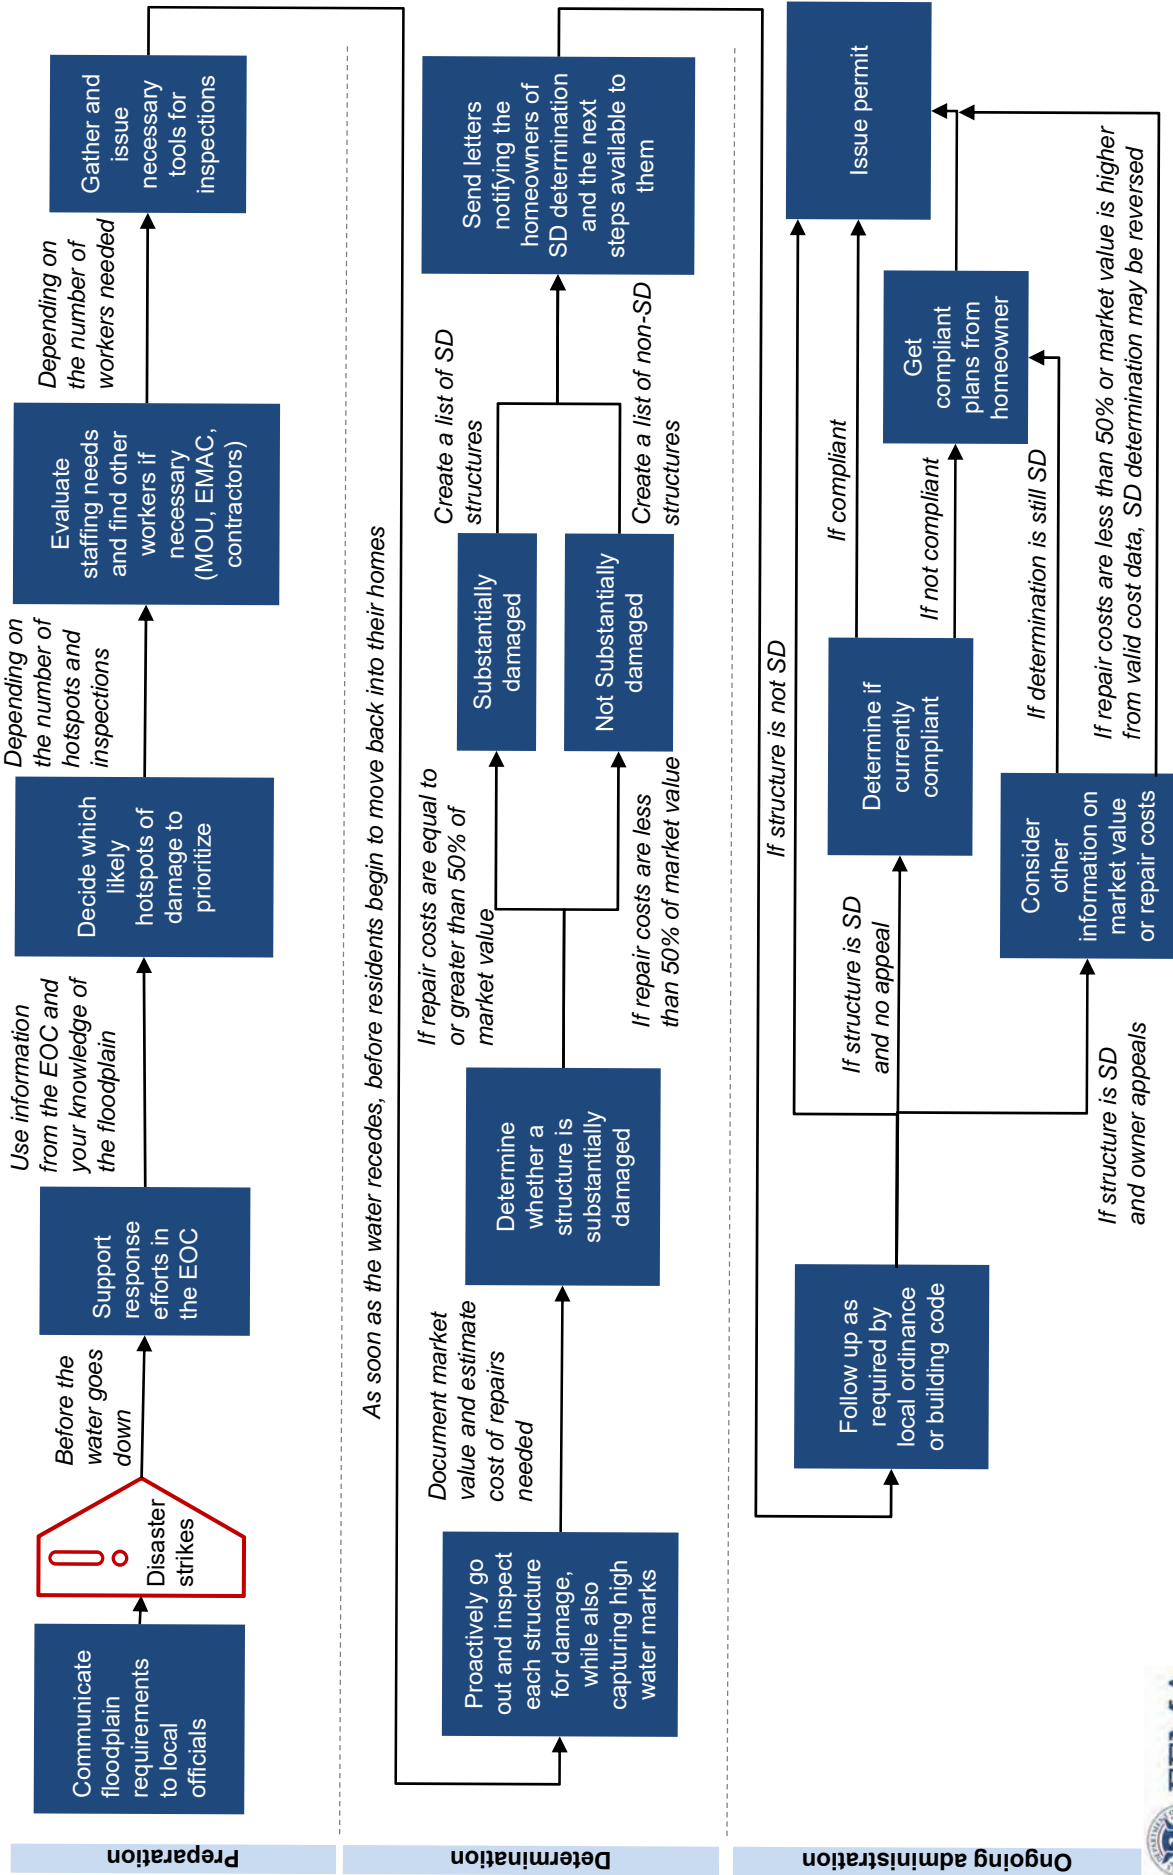 Preparation
Communicate
floodplain
requirements
to local
officials
Disaster
strikes
Before the
water goes
down
Support
response
efforts in
the EOC
Use information
from the EOC and
your knowledge of
the floodplain
Decide which
likely
hotspots of
damage to
prioritize
Depending on
the number of
hotspots and
inspections
Evaluate
staffing needs
and find other
workers if
necessary
(MOU, EMAC,
contractors)
Depending on
the number of
workers needed
Gather and
issue
necessary
tools for
inspections
As soon as the water recedes, before residents begin to move back into their homes
Determination
Proactively go
out and inspect
each structure
for damage,
while also
capturing high
water marks
Document market
value and estimate
cost of repairs
needed
Determine
whether a
structure is
substantially
damaged
If repair costs are equal to
or greater than 50% of
market value
If repair costs are less
than 50% of market value
Substantially
damaged
Not Substantially
damaged
Create a list of SD
structures
Create a list of non-SD
structures
Send letters
notifying the
homeowners of
SD determination
and the next
steps available to
them
Ongoing administration
Follow up as
required by
local ordinance
or building code
If structure is not SD
If structure is SD
and no appeal
If structure is SD
and owner appeals
Determine if
currently
compliant
Consider
other
information on
market value
or repair costs
If compliant
If not compliant
If determination is still SD
If repair costs are less than 50% or market value is higher
from valid cost data, SD determination may be reversed
Get
compliant
plans from
homeowner
Issue permit